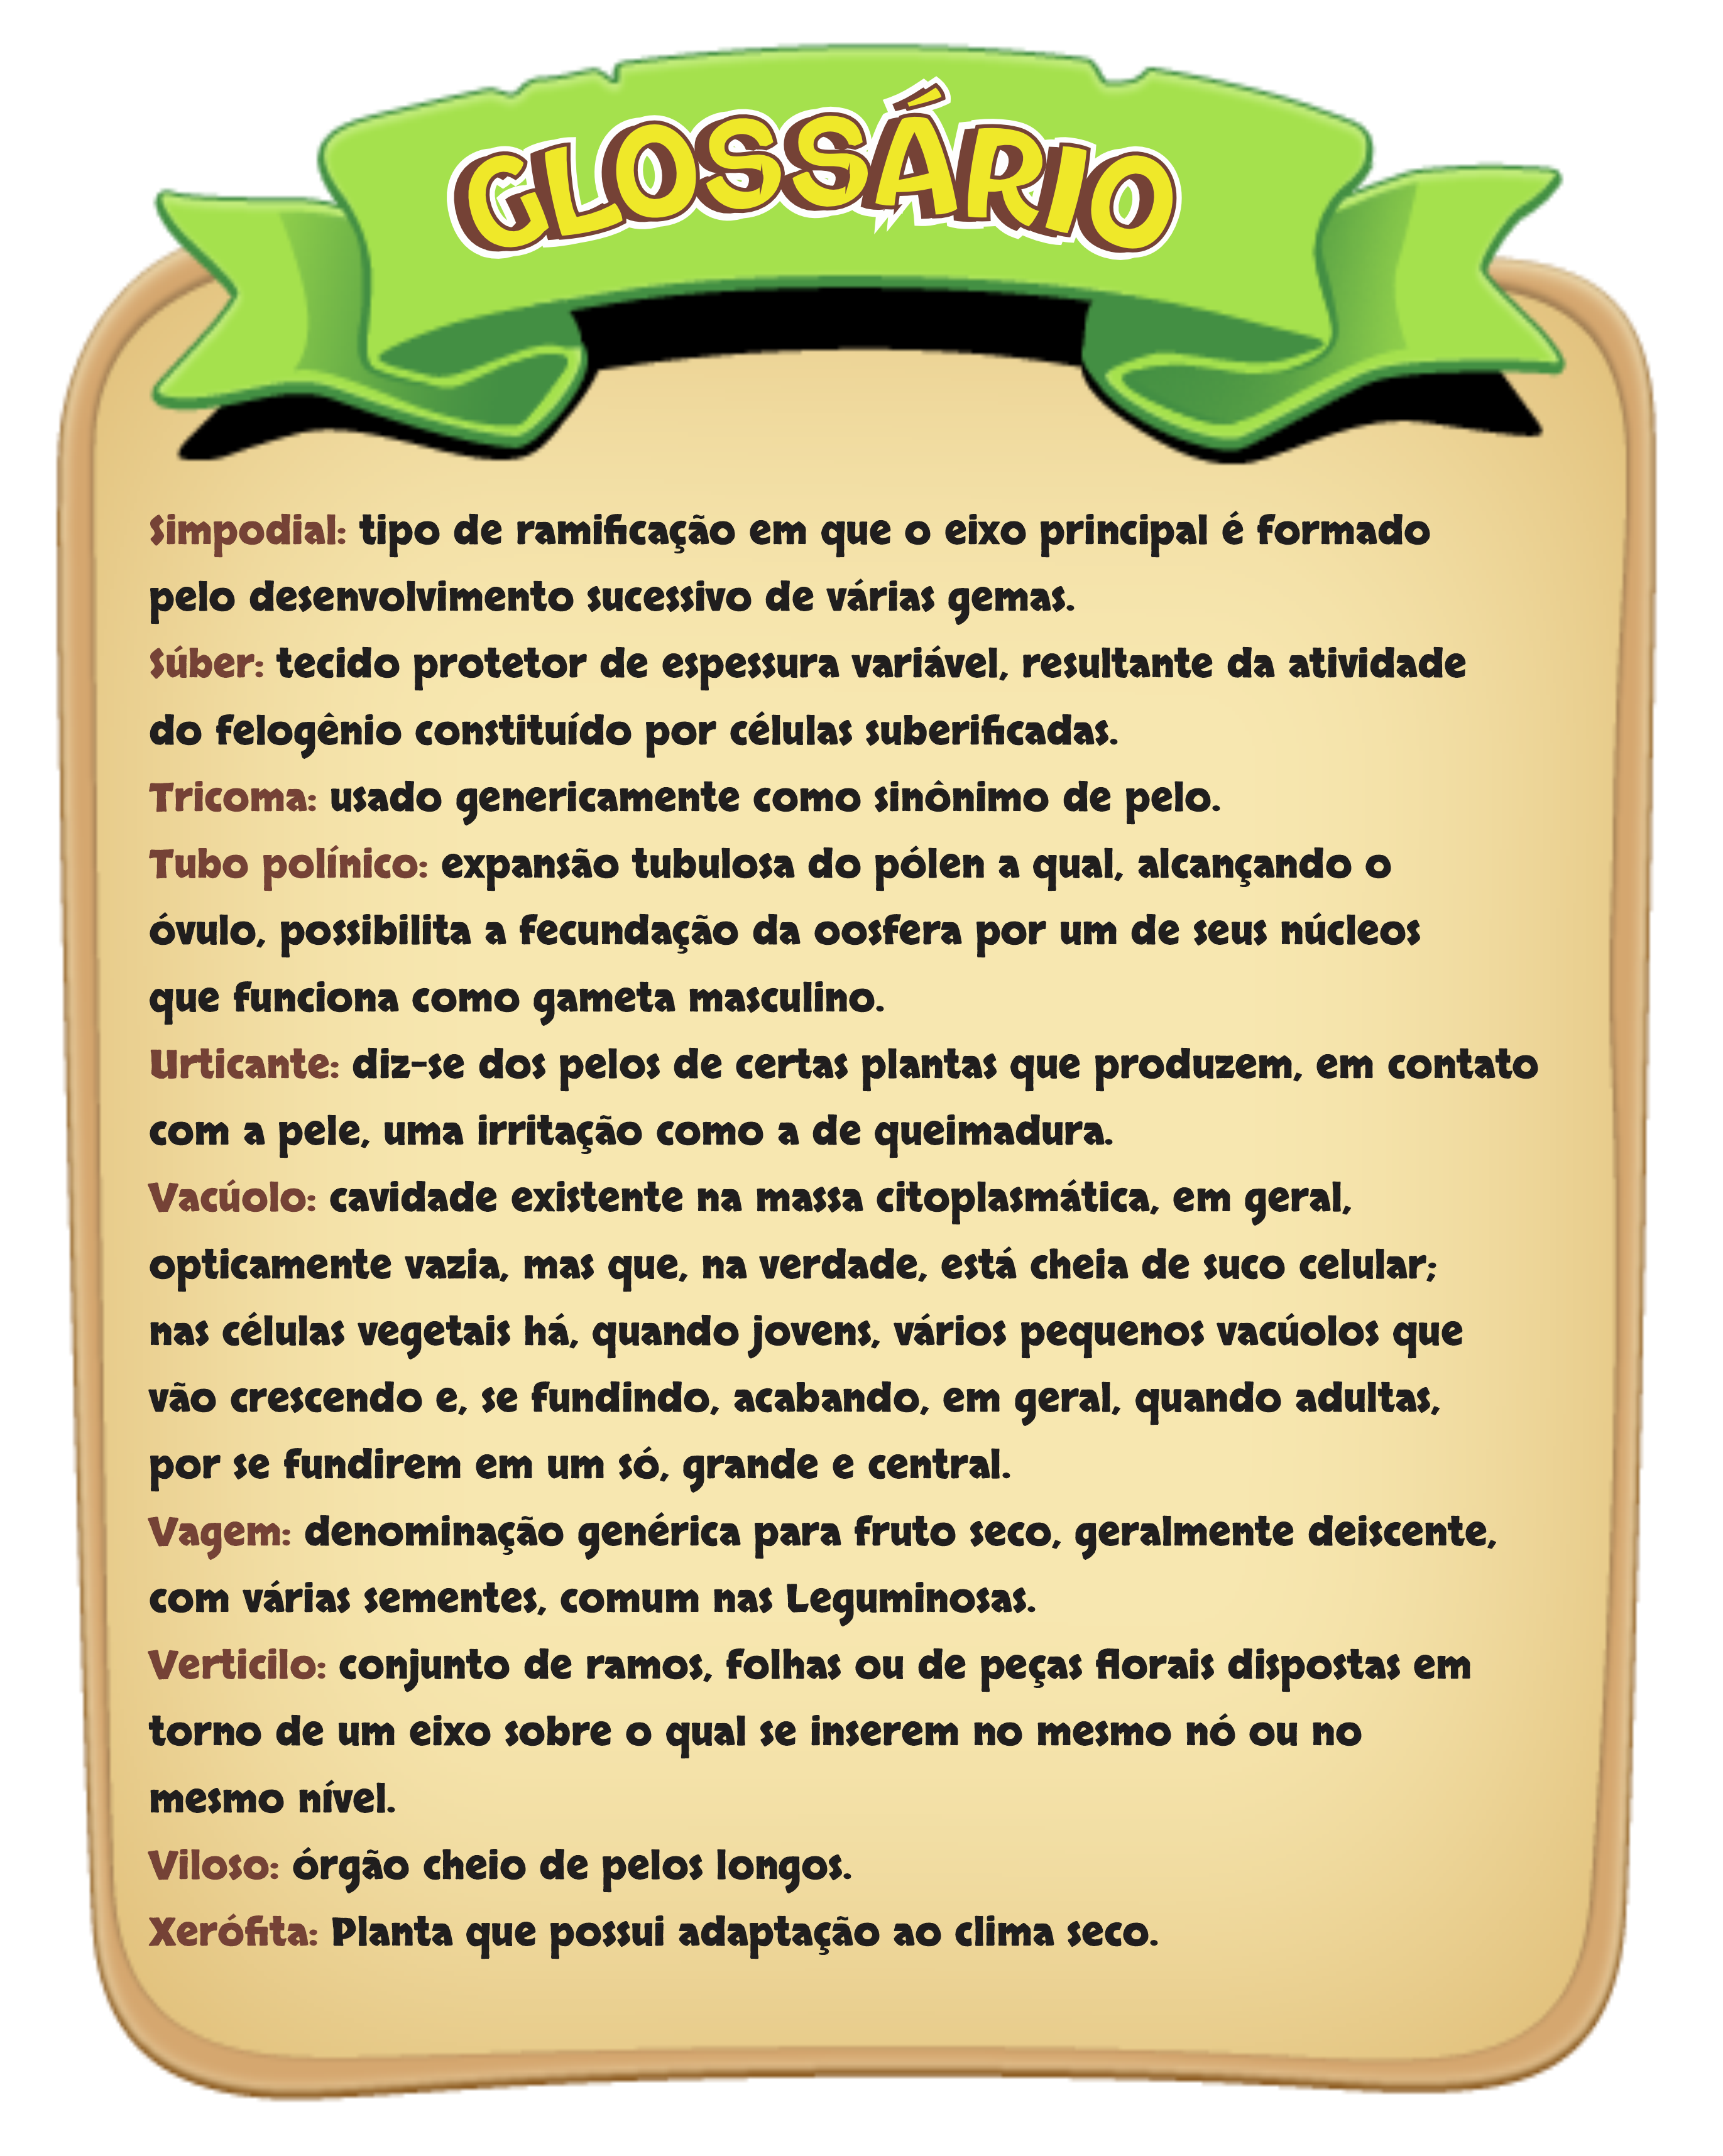 GLOSSÁRIO
Simpodial: tipo de ramificação em que o eixo principal é formado
pelo desenvolvimento sucessivo de várias gemas.
Súber: tecido protetor de espessura variável, resultante da atividade
do felogênio constituído por células suberificadas.
Tricoma: usado genericamente como sinônimo de pelo.
Tubo polínico: expansão tubulosa do pólen a qual, alcançando o
óvulo, possibilita a fecundação da oosfera por um de seus núcleos
que funciona como gameta masculino.
Urticante: diz-se dos pelos de certas plantas que produzem, em contato
com a pele, uma irritação como a de queimadura.
Vacúolo: cavidade existente na massa citoplasmática, em geral,
opticamente vazia, mas que, na verdade, está cheia de suco celular;
nas células vegetais há, quando jovens, vários pequenos vacúolos que
vão crescendo e, se fundindo, acabando, em geral, quando adultas,
por se fundirem em um só, grande e central.
Vagem: denominação genérica para fruto seco, geralmente deiscente,
com várias sementes, comum nas Leguminosas.
Verticilo: conjunto de ramos, folhas ou de peças florais dispostas em
torno de um eixo sobre o qual se inserem no mesmo nó ou no
mesmo nível.
Viloso: órgão cheio de pelos longos.
Xerófita: Planta que possui adaptação ao clima seco.